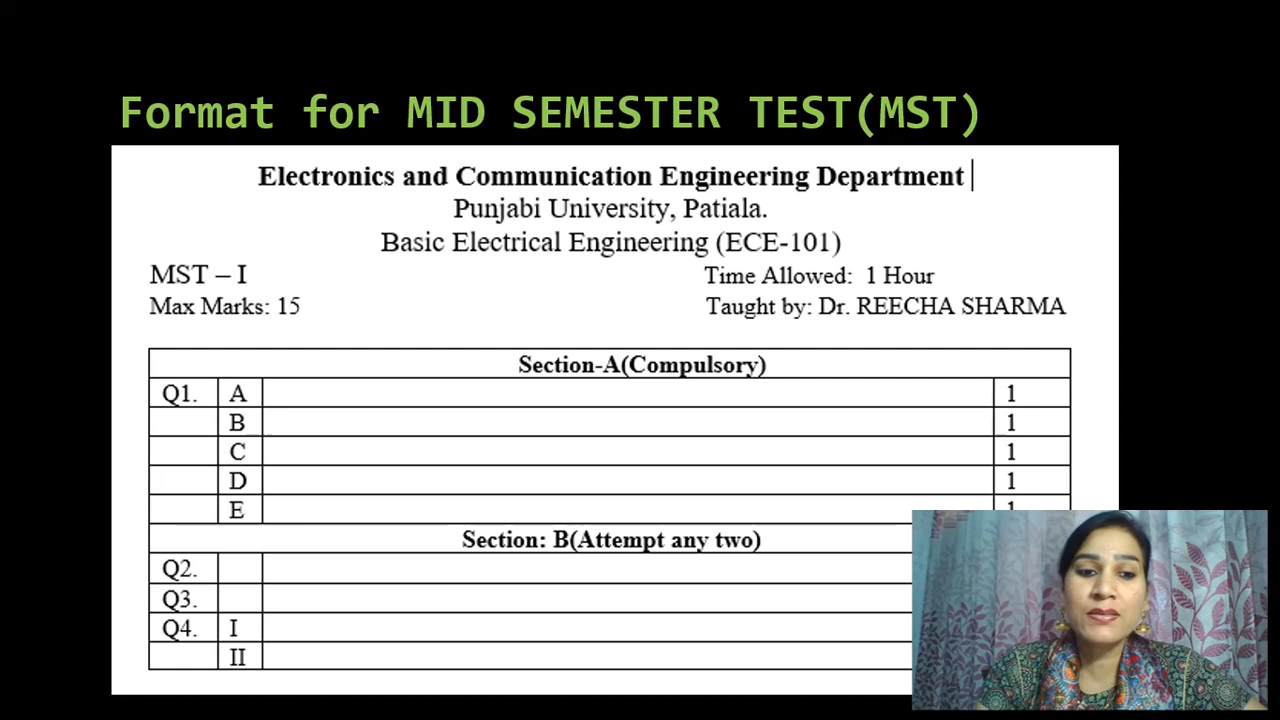 Format for MID SEMESTER TEST(MST)
Electronics and Communication Engineering Department
Punjabi University, Patiala.
Basic Electrical Engineering (ECE-101)
MST – I Time Allowed: 1 Hour
Max Marks: 15 Taught by: Dr. REECHA SHARMA
Section-A(Compulsory)
Q1. A 1
B 1
C 1
D 1
E 1
Section: B(Attempt any two)
Q2.
Q3.
Q4. I
II